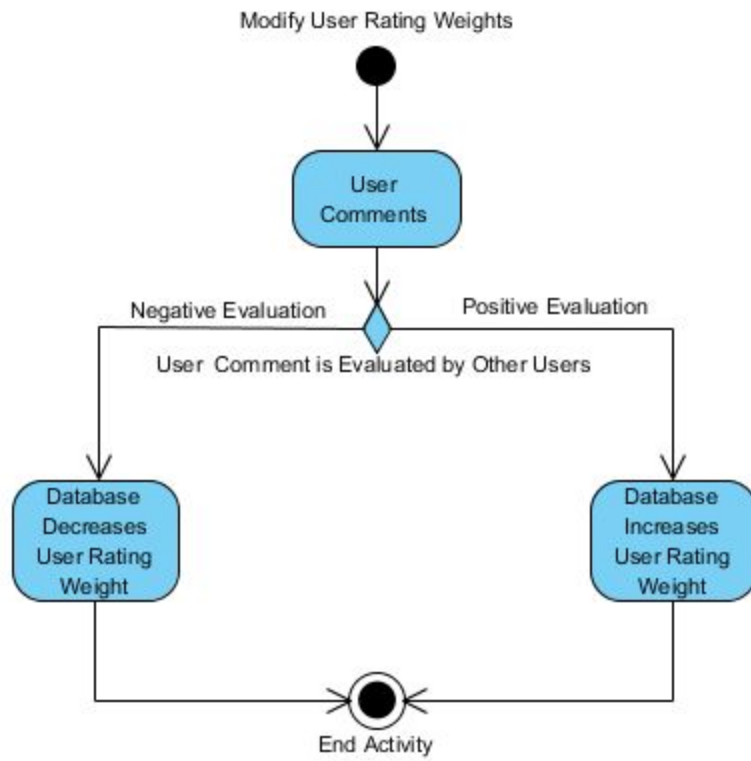 Modify User Rating Weights
User
Comments
Negative Evaluation
Positive Evaluation
User Comment is Evaluated by Other Users
Database
Decreases
User Rating
Weight
Database
Increases
User Rating
Weight
End Activity